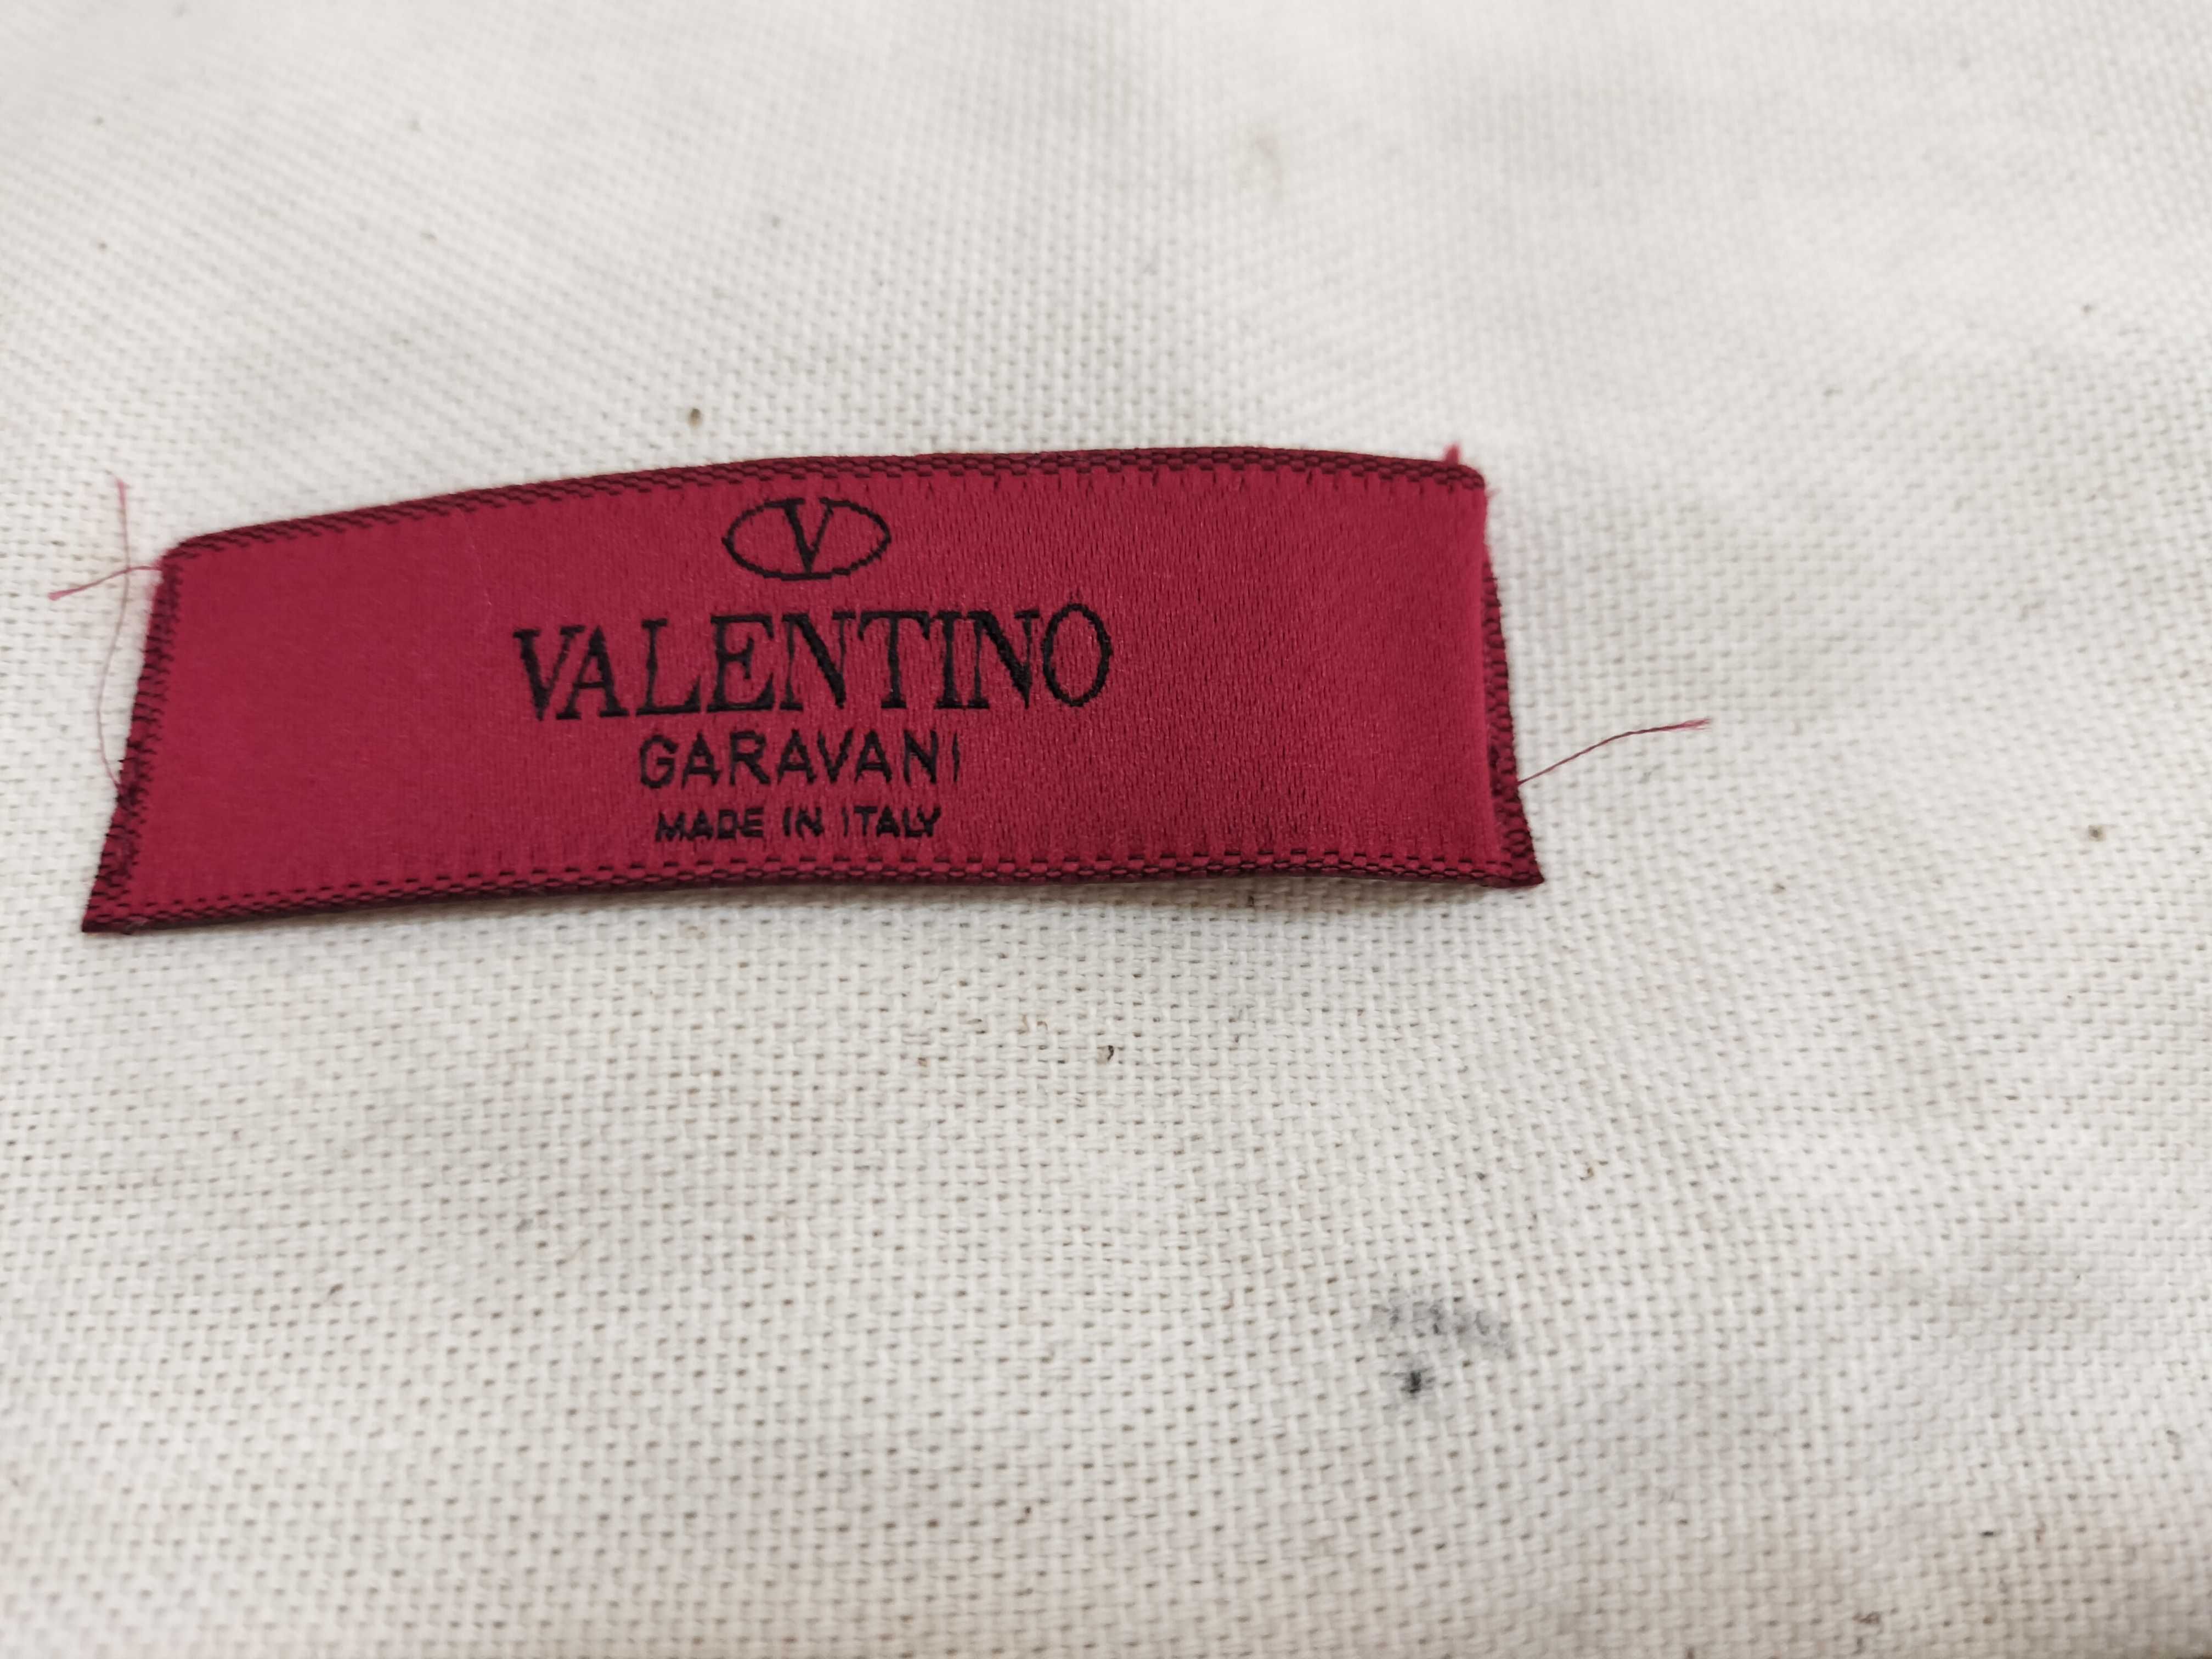 V
VALENTINO
GARAVANI
MADE IN ITALY